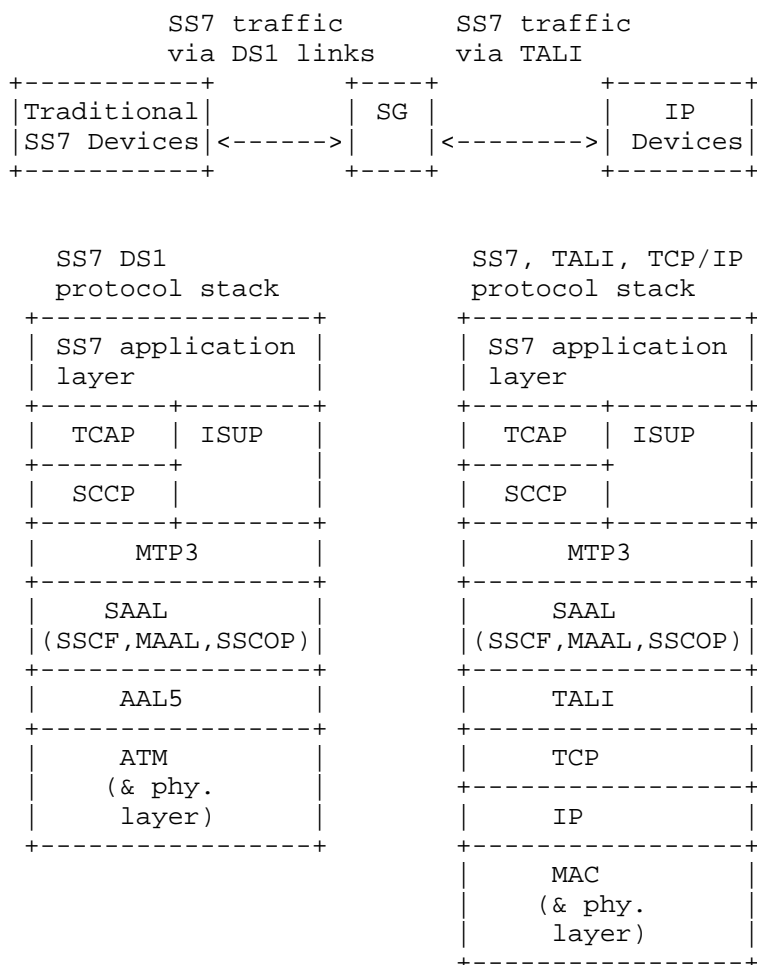 SS7 traffic SS7 traffic
via DS1 links via TALI
+-----------+ +----+ +--------+
|Traditional| | SG | | IP |
|SS7 Devices|<------>| |<-------->| Devices|
+-----------+ +----+ +--------+
SS7 DS1 SS7, TALI, TCP/IP
protocol stack protocol stack
+-----------------+ +-----------------+
| SS7 application | | SS7 application |
| layer | | layer |
+--------+--------+ +--------+--------+
| TCAP | ISUP | | TCAP | ISUP |
+--------+ | +--------+ |
| SCCP | | | SCCP | |
+--------+--------+ +--------+--------+
| MTP3 | | MTP3 |
+-----------------+ +-----------------+
| SAAL | | SAAL |
|(SSCF,MAAL,SSCOP)| |(SSCF,MAAL,SSCOP)|
+-----------------+ +-----------------+
| AAL5 | | TALI |
+-----------------+ +-----------------+
| ATM | | TCP |
| (& phy. | +-----------------+
| layer) | | IP |
+-----------------+ +-----------------+
| MAC |
| (& phy. |
| layer) |
+-----------------+